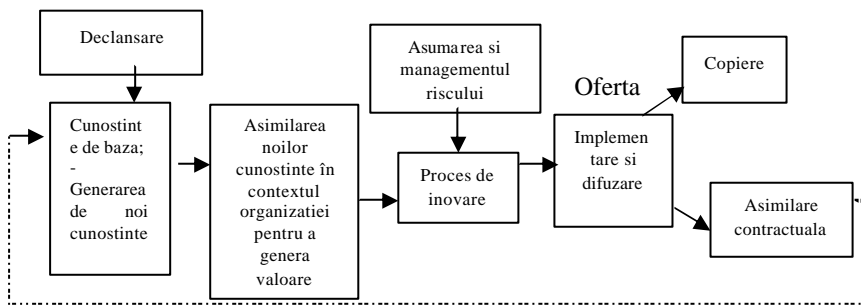 Declansare
Asumarea si
managementul
riscului
Oferta
Copiere
Cunostint
e de baza;
-
Generarea
de noi
cunostinte
Asimilarea
noilor
cunostinte în
contextul
organizatiei
pentru a
genera
valoare
Proces de
inovare
Implemen
tare si
difuzare
Asimilare
contractuala